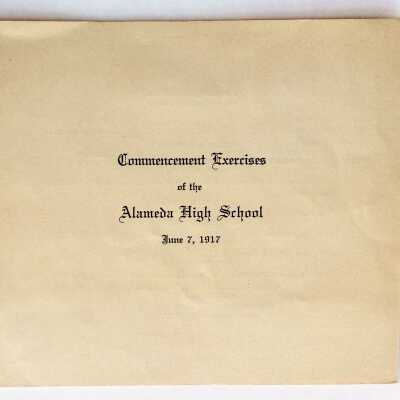 Commencement Exercises
of the
Alameda High School
June 7, 1917